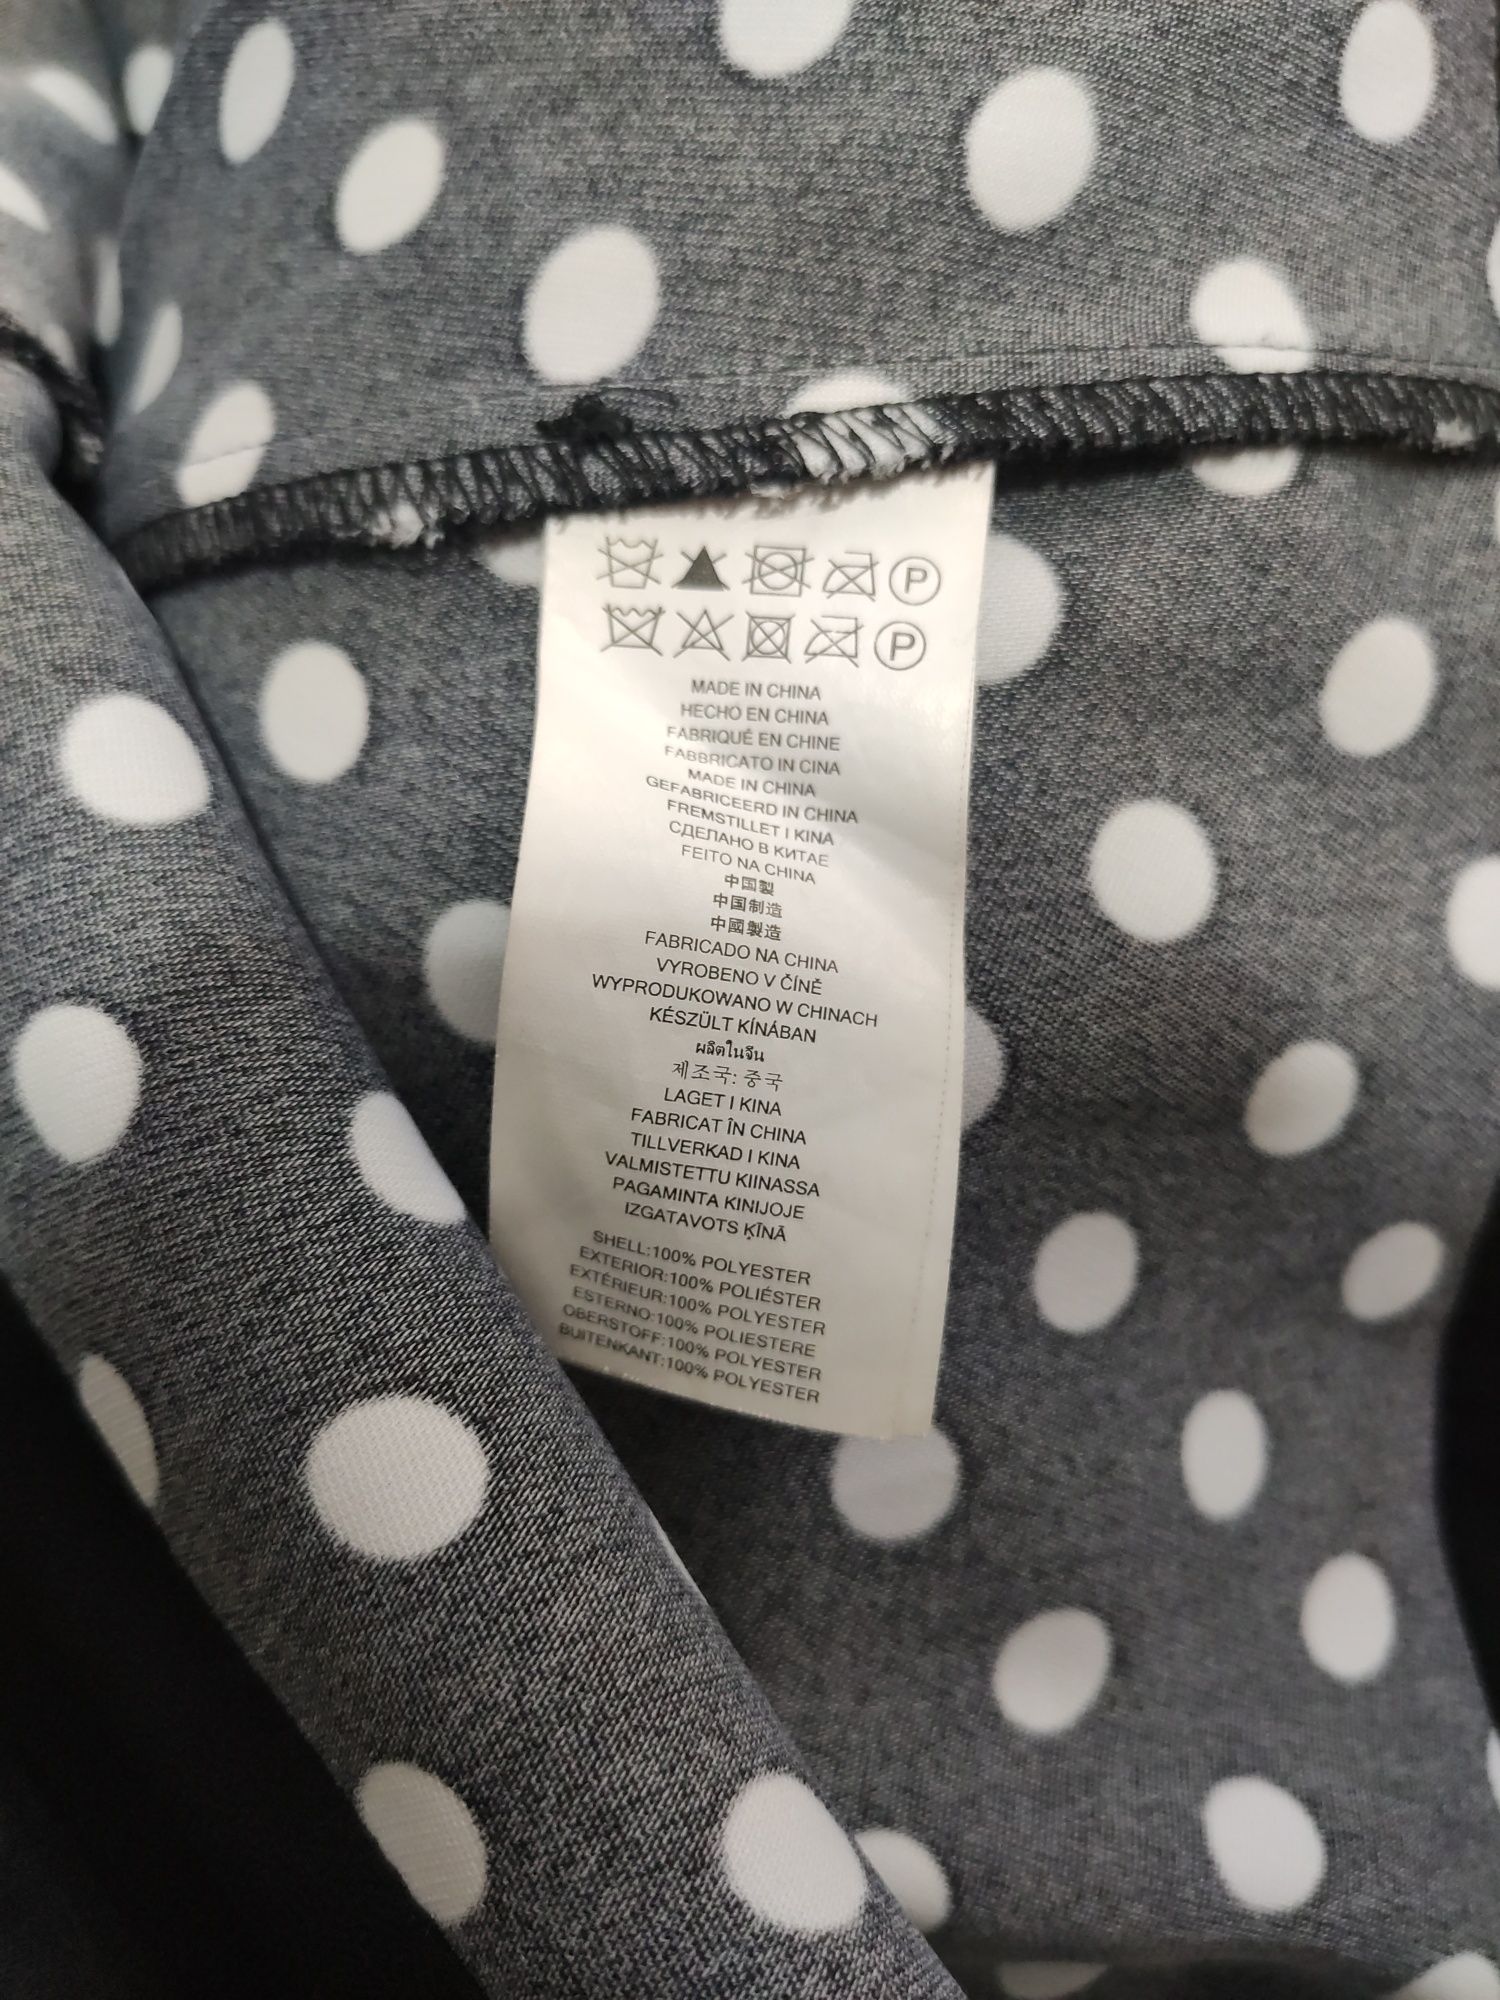 P
P
MADE IN CHINA
HECHO EN CHINA
FABRIQUÉ EN CHINE
FABBRICATO IN CINA
MADE IN CHINA
GEFABRICEERD IN CHINA
FREMSTILLET I KINA
СДЕЛАНО В КИТАЕ
FEITO NA CHINA
中国製
中国制造
中國製造
FABRICADO NA CHINA
VYROBENO V ČÍNĚ
WYPRODUKOWANO W CHINACH
KÉSZÜLT KÍNÁBAN
ผลิตในจีน
제조국: 중국
LAGET I KINA
FABRICAT ÎN CHINA
TILLVERKAD I KINA
VALMISTETTU KIINASSA
PAGAMINTA KINIJOJE
IZGATAVOTS ĶĪNĀ
SHELL:100% POLYESTER
EXTERIOR:100% POLIÉSTER
EXTÉRIEUR:100% POLYESTER
ESTERNO:100% POLIESTERE
OBERSTOFF:100% POLYESTER
BUITENKANT:100% POLYESTER